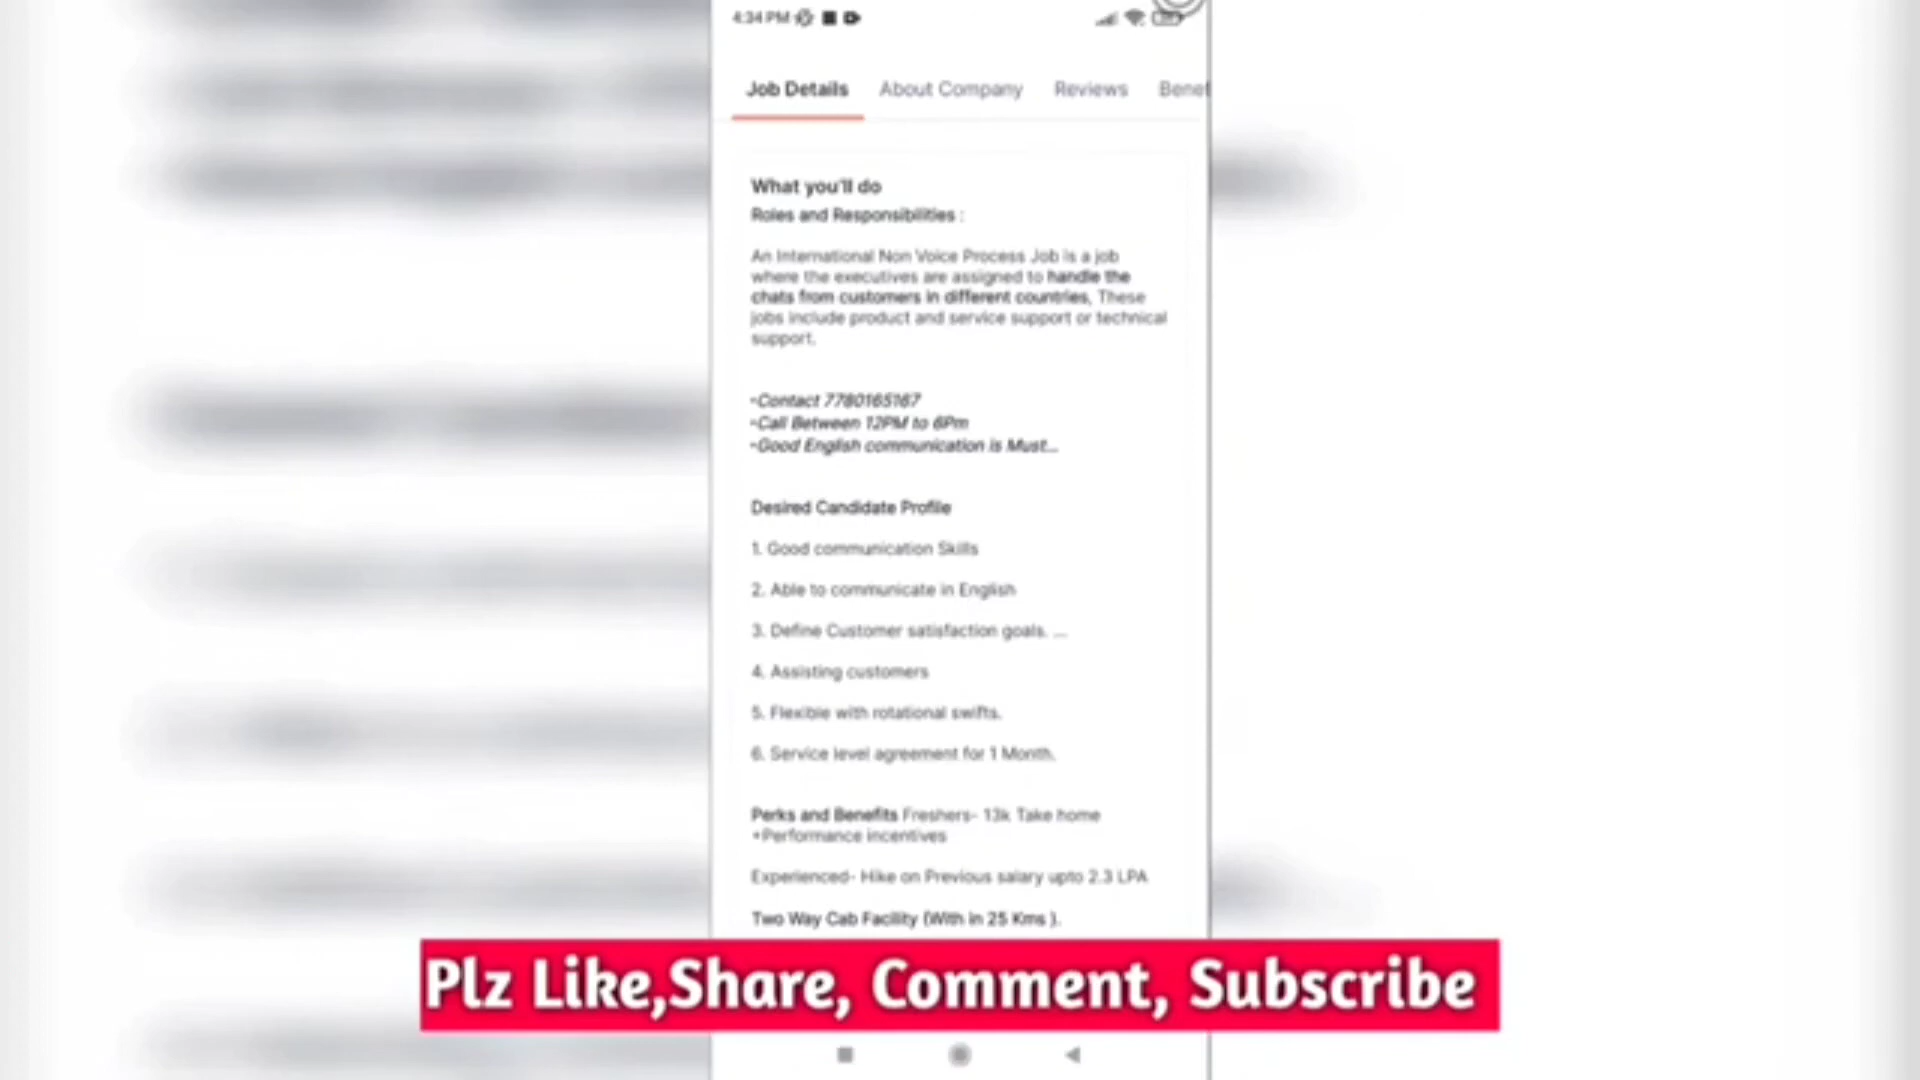 4:34 PM
Job Details About Company Reviews Benef
What you'll do
Roles and Responsibilities :
An International Non Voice Process Job is a job
where the executives are assigned to handle the
chats from customers in different countries, These
jobs include product and service support or technical
support.
-Contact 7780165167
-Call Between 12PM to 6Pm
-Good English communication is Must...
Desired Candidate Profile
1. Good communication Skills
2. Able to communicate in English
3. Define Customer satisfaction goals. ...
4. Assisting customers
5. Flexible with rotational swifts.
6. Service level agreement for 1 Month.
Perks and Benefits Freshers- 13k Take home
+Performance incentives
Experienced- Hike on Previous salary upto 2.3 LPA
Two Way Cab Facility (With in 25 Kms ).
Plz Like,Share, Comment, Subscribe